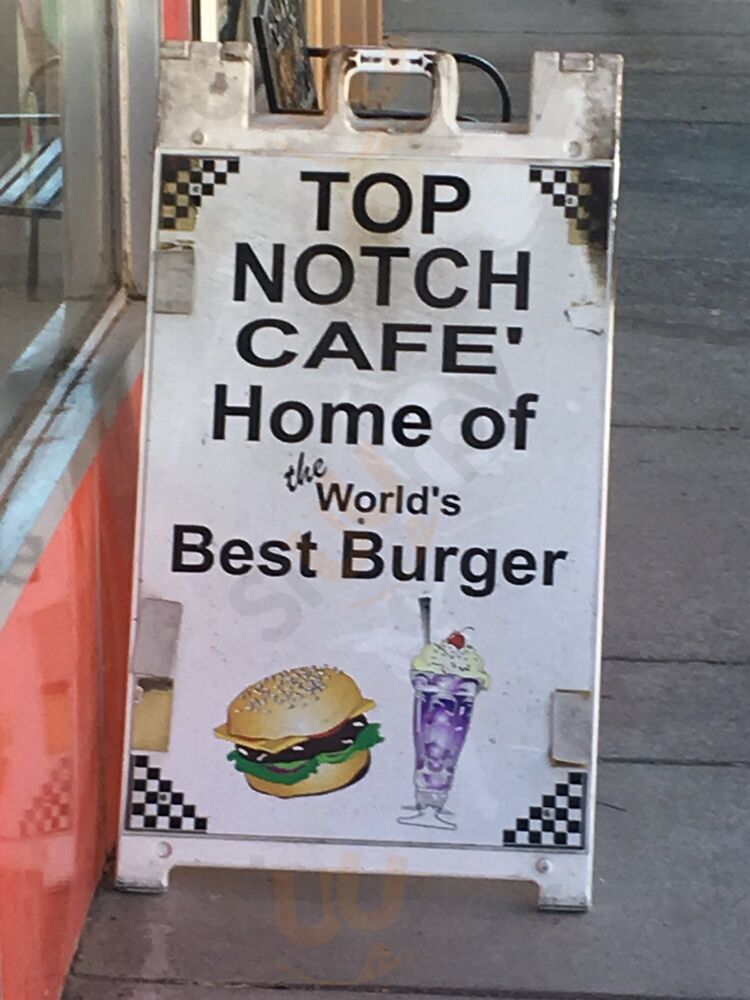 TOP
NOTCH
CAFE'
Home of
the
World's
Best Burger